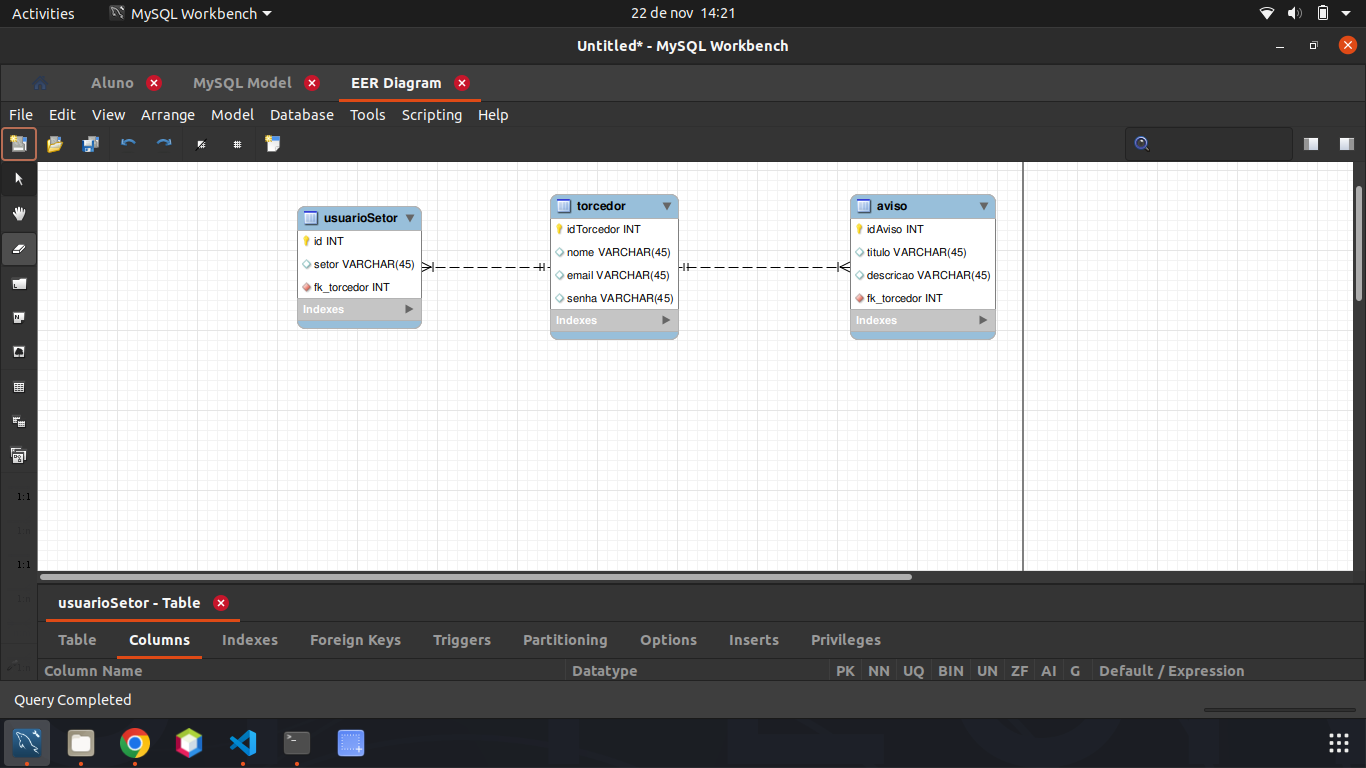 Activities MySQL Workbench 22 de nov 14:21
Untitled* - MySQL Workbench
Aluno MySQL Model EER Diagram
File Edit View Arrange Model Database Tools Scripting Help
usuarioSetor
id INT
setor VARCHAR(45)
fk_torcedor INT
Indexes
torcedor
idTorcedor INT
nome VARCHAR(45)
email VARCHAR(45)
senha VARCHAR(45)
Indexes
aviso
idAviso INT
titulo VARCHAR(45)
descricao VARCHAR(45)
fk_torcedor INT
Indexes
1:1
1:1
usuarioSetor - Table
Table Columns Indexes Foreign Keys Triggers Partitioning Options Inserts Privileges
Column Name Datatype PK NN UQ BIN UN ZF AI G Default / Expression
Query Completed